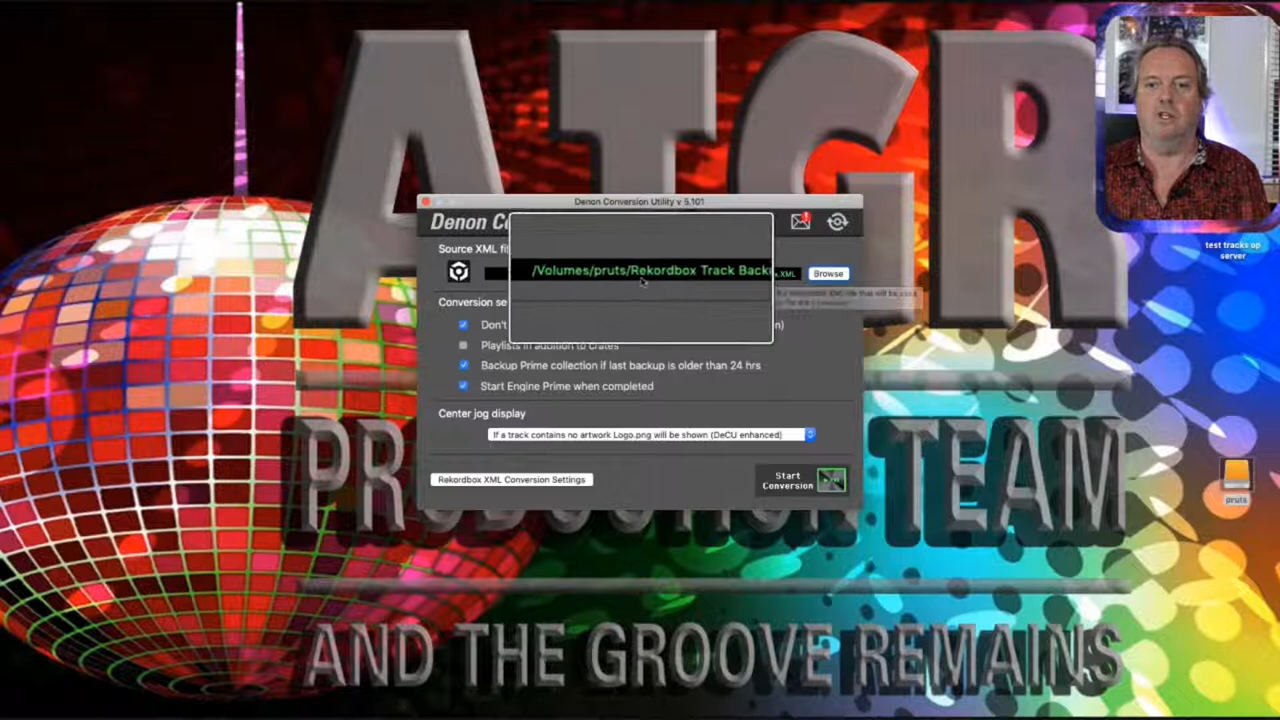 ATGR
test tracks op
server
Denon Conversion Utility v 5.101
Denon Co
Source XML fi
/Volumes/pruts/Rekordbox Track Back
.XML
Browse
Conversion se
Don't
n)
Playlists in addition to crates
Backup Prime collection if last backup is older than 24 hrs
Start Engine Prime when completed
Center jog display
If a track contains no artwork Logo.png will be shown (DeCU enhanced)
Rekordbox XML Conversion Settings
Start
Conversion
pruts
PRODUCTION TEAM
AND THE GROOVE REMAINS